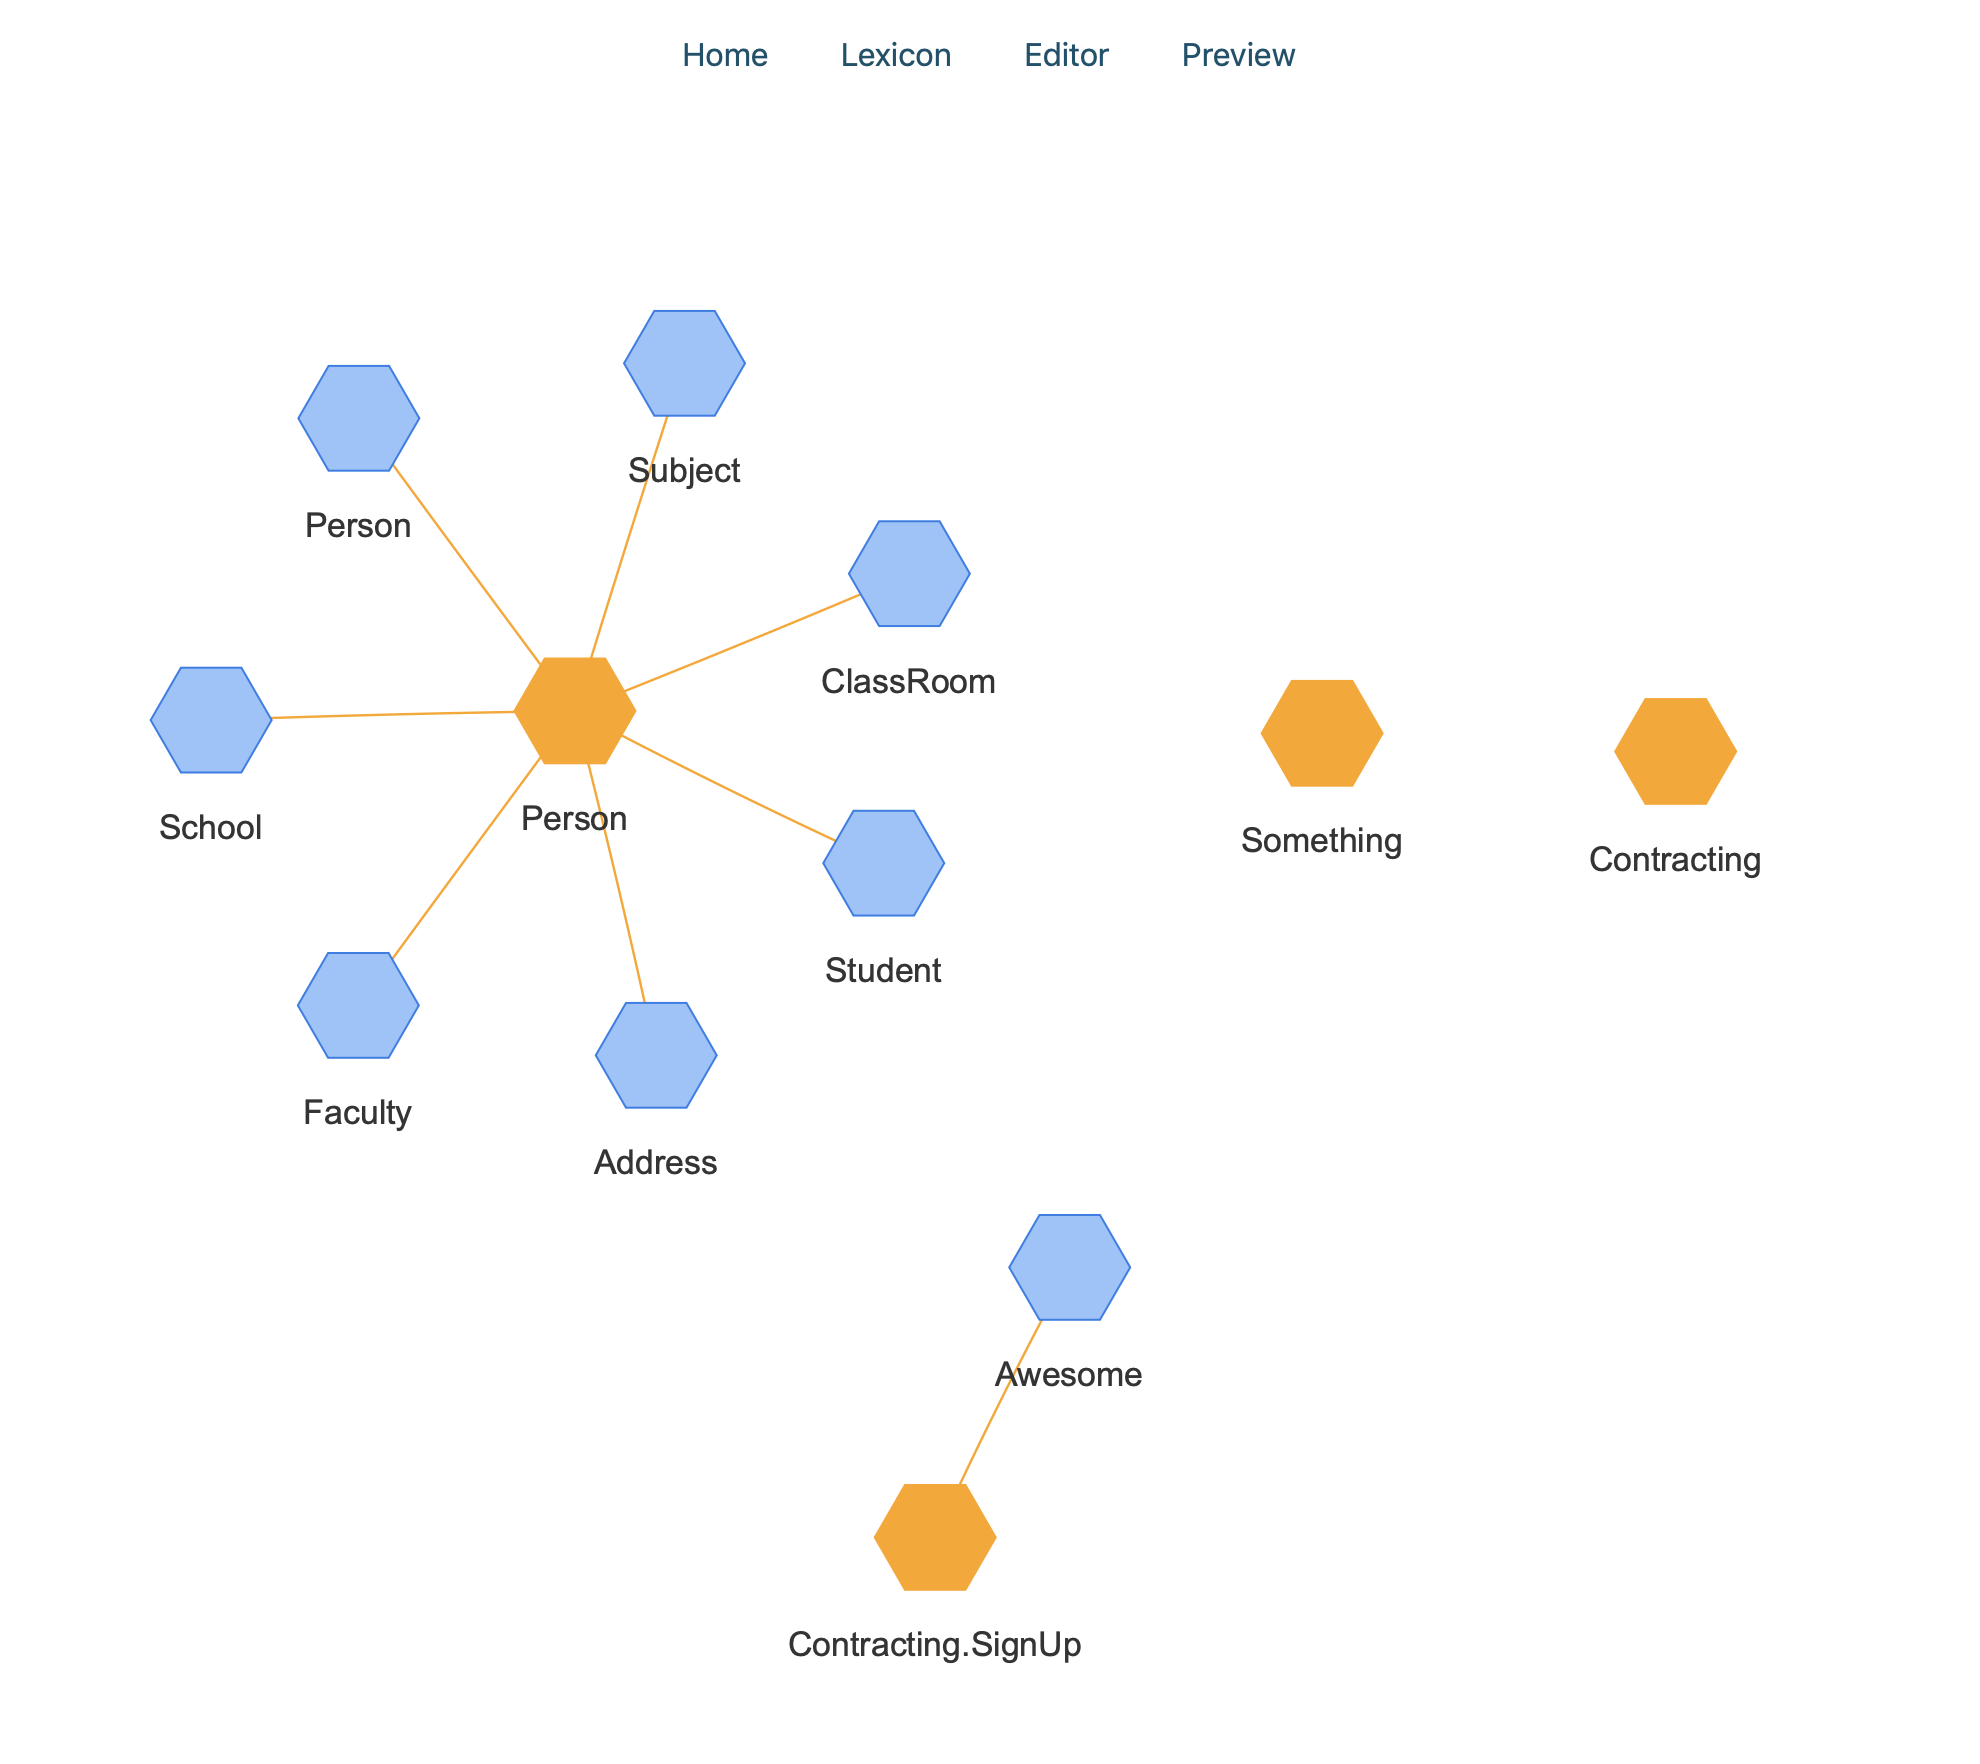 Home Lexicon Editor Preview
Subject
Person
ClassRoom
Person
School
Something
Contracting
Student
Faculty
Address
Awesome
Contracting.SignUp